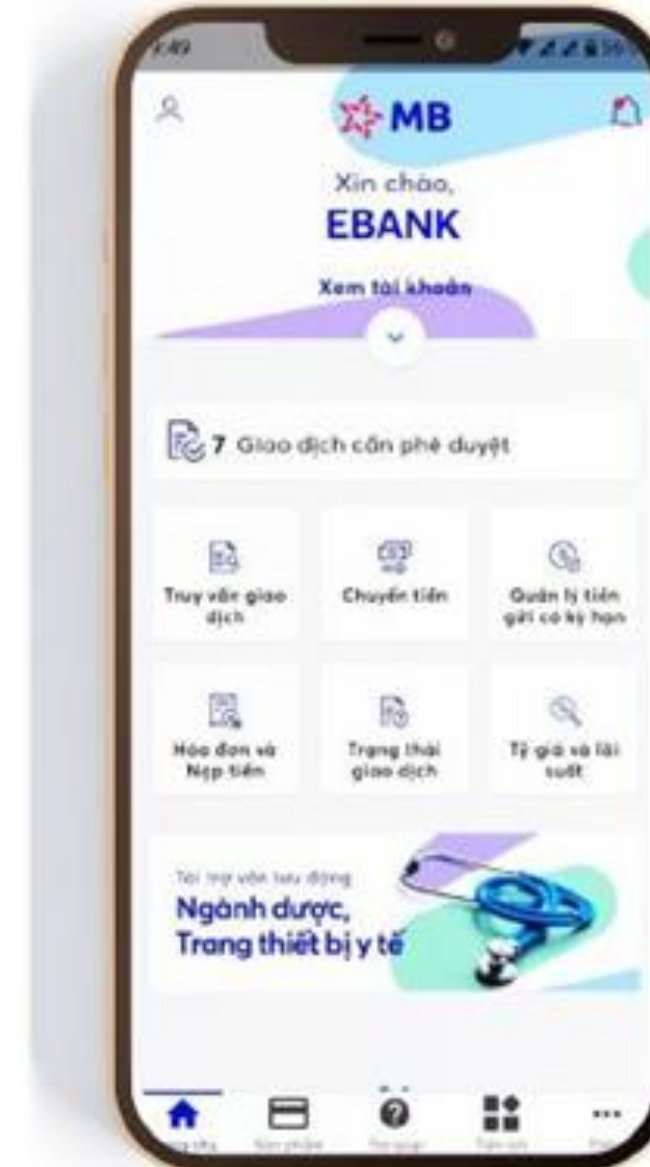 MB
Xin chào,
EBANK
Xem tài khoản
7 Giao dịch cần phê duyệt
Truy vấn giao
dịch
Chuyển tiền
Quản lý tiền
gửi có kỳ hạn
Hóa đơn và
Nạp tiền
Trạng thái
giao dịch
Tỷ giá và lãi
suất
Tài trợ vốn lưu động
Ngành dược,
Trang thiết bị y tế